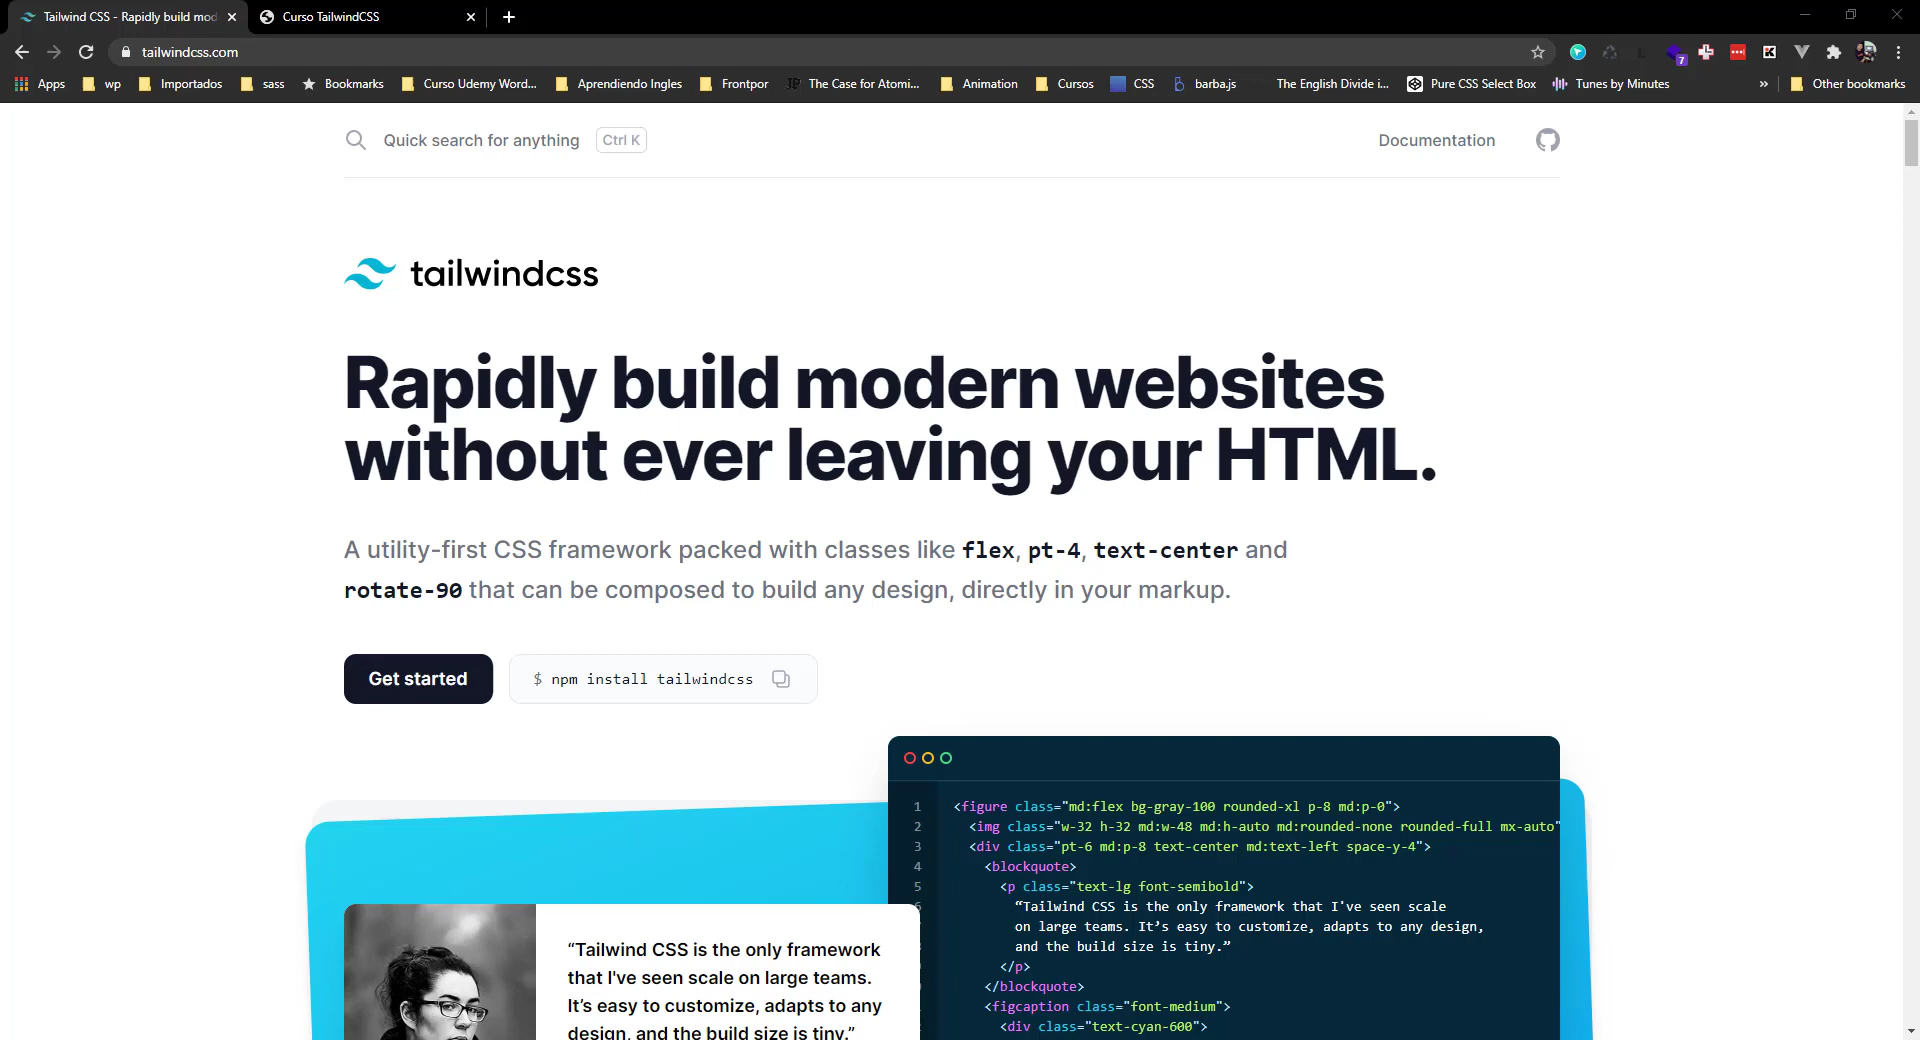 Tailwind CSS - Rapidly build mod
Curso TailwindCSS
tailwindcss.com
7
Apps
wp
Importados
sass
Bookmarks
Curso Udemy Word...
Aprendiendo Ingles
Frontpor
The Case for Atomi...
Animation
Cursos
CSS
barba.js
The English Divide i...
Pure CSS Select Box
Tunes by Minutes
»
Other bookmarks
Quick search for anything
Ctrl K
Documentation
tailwindcss
Rapidly build modern websites
without ever leaving your HTML.
A utility-first CSS framework packed with classes like flex, pt-4, text-center and
rotate-90 that can be composed to build any design, directly in your markup.
Get started
$ npm install tailwindcss
1 <figure class="md:flex bg-gray-100 rounded-xl p-8 md:p-0">
2 <img class="w-32 h-32 md:w-48 md:h-auto md:rounded-none rounded-full mx-auto"
3 <div class="pt-6 md:p-8 text-center md:text-left space-y-4">
4 <blockquote>
5 <p class="text-lg font-semibold">
6 “Tailwind CSS is the only framework that I've seen scale
on large teams. It’s easy to customize, adapts to any design,
and the build size is tiny.”
</p>
</blockquote>
<figcaption class="font-medium">
<div class="text-cyan-600">
“Tailwind CSS is the only framework
that I've seen scale on large teams.
It’s easy to customize, adapts to any
design, and the build size is tiny.”